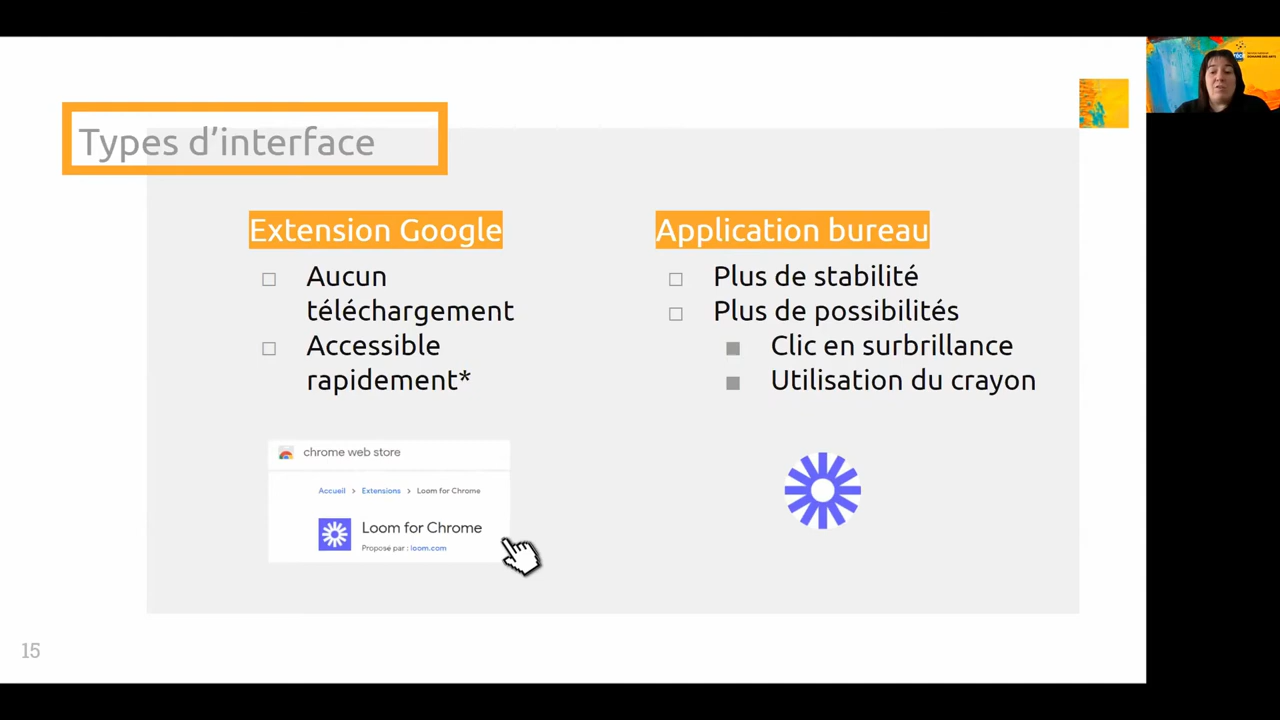 Types d'interface
Extension Google
Aucun
téléchargement
Accessible
rapidement*
chrome web store
Accueil > Extensions > Loom for Chrome
Loom for Chrome
Proposé par : loom.com
Application bureau
Plus de stabilité
Plus de possibilités
Clic en surbrillance
Utilisation du crayon
15